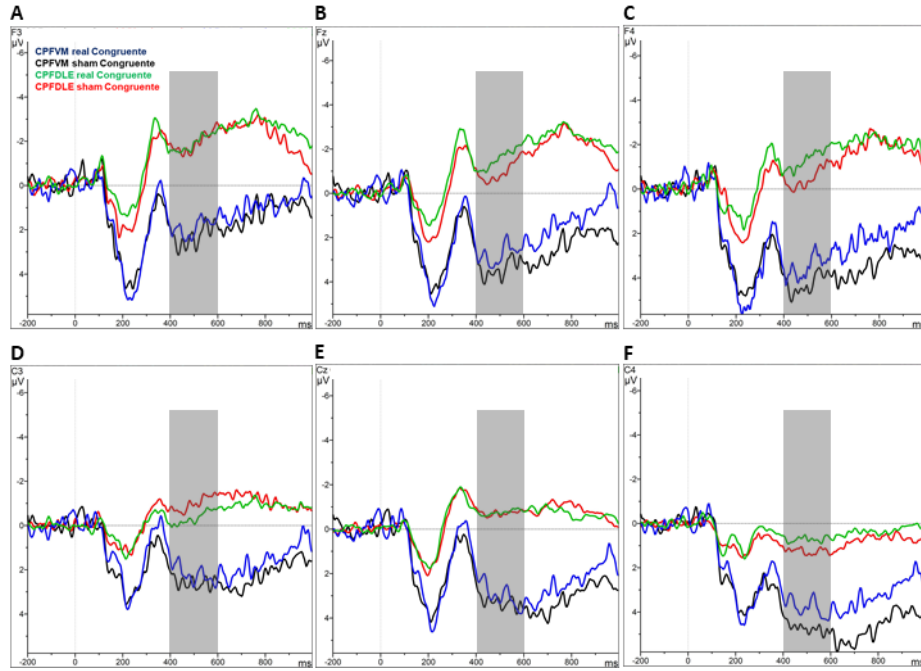 A
B
C
F3
µV
CPFVM real Congruente
CPFVM sham Congruente
CPFDLE real Congruente
CPFDLE sham Congruente
-6
-4
-2
0
2
4
-200 0 200 400 600 800 ms
Fz
µV
-6
-4
-2
0
2
4
-200 0 200 400 600 800 ms
F4
µV
-6
-4
-2
0
2
4
-200 0 200 400 600 800 m
D
E
F
C3
µV
-6
-4
-2
0
2
4
-200 0 200 400 600 800 ms
Cz
µV
-6
-4
-2
0
2
4
-200 0 200 400 600 800 ms
C4
µV
-6
-4
-2
0
2
4
-200 0 200 400 600 800 ms